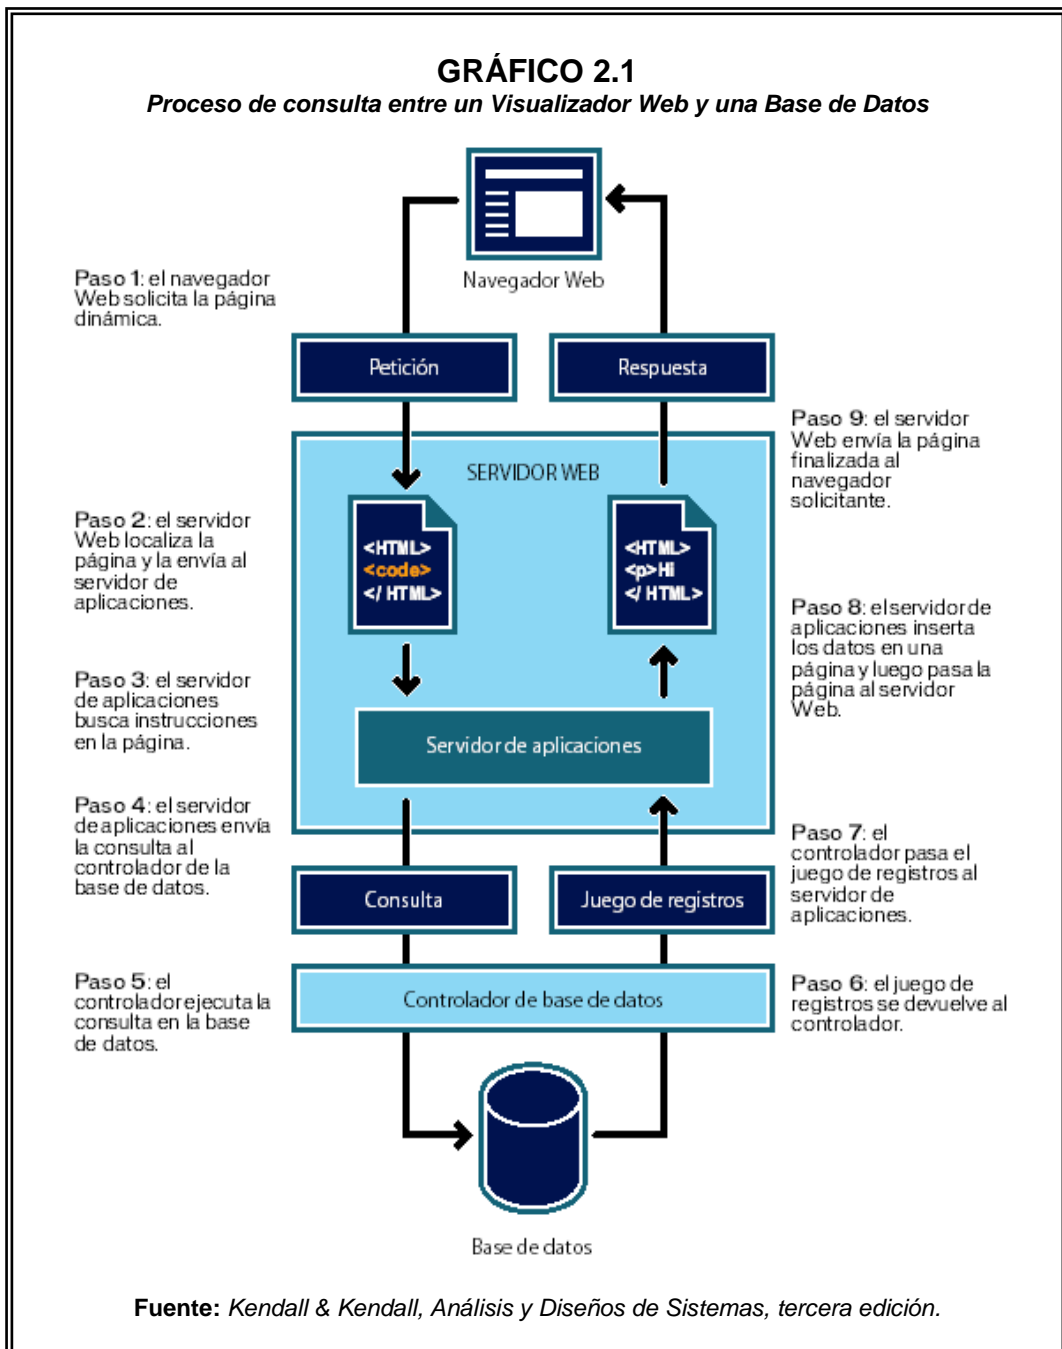 GRÁFICO 2.1
Proceso de consulta entre un Visualizador Web y una Base de Datos
Navegador Web
Paso 1: el navegador
Web solicita la página
dinámica.
Petición
Respuesta
Paso 9: el servidor
Web envía la página
finalizada al
navegador
solicitante.
SERVIDOR WEB
Paso 2: el servidor
Web localiza la
página y la envía al
servidor de
aplicaciones.
<HTML>
<code>
</ HTML>
<HTML>
<p>Hi
</ HTML>
Paso 8: el servidor de
aplicaciones inserta
los datos en una
página y luego pasa la
página al servidor
Web.
Paso 3: el servidor
de aplicaciones
busca instrucciones
en la página.
Servidor de aplicaciones
Paso 4: el servidor
de aplicaciones envía
la consulta al
controlador de la
base de datos.
Paso 7: el
controlador pasa el
juego de registros al
servidor de
aplicaciones.
Consulta
Juego de registros
Paso 5: el
controlador ejecuta la
consulta en la base
de datos.
Controlador de base de datos
Paso 6: el juego de
registros se devuelve al
controlador.
Base de datos
Fuente: Kendall & Kendall, Análisis y Diseños de Sistemas, tercera edición.